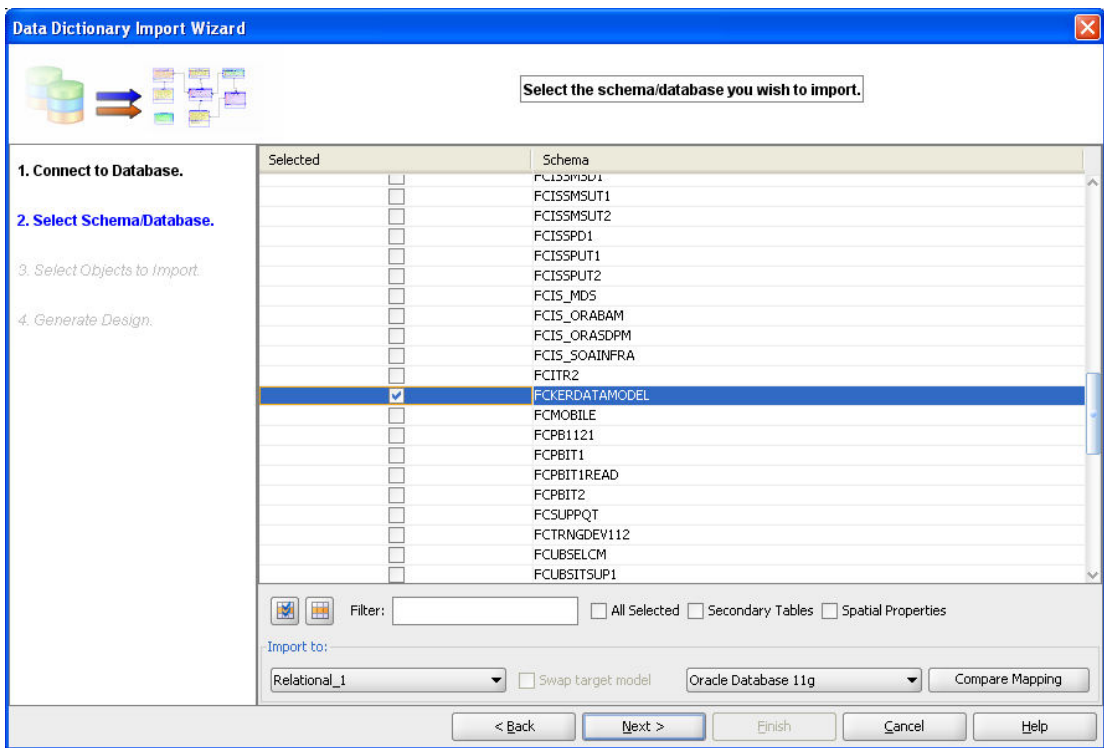 Data Dictionary Import Wizard
Select the schema/database you wish to import.
1. Connect to Database.
2. Select Schema/Database.
3. Select Objects to Import.
4. Generate Design.
Selected Schema
FCISSMSD1
FCISSMSUT1
FCISSMSUT2
FCISSPD1
FCISSPUT1
FCISSPUT2
FCIS_MDS
FCIS_ORABAM
FCIS_ORASDPM
FCIS_SOAINFRA
FCITR2
FCKERDATAMODEL
FCMOBILE
FCPB1121
FCPBIT1
FCPBIT1READ
FCPBIT2
FCSUPPQT
FCTRNGDEV112
FCUBSELCM
FCUBSITSUP1
Filter: All Selected Secondary Tables Spatial Properties
Import to:
Relational_1 Swap target model Oracle Database 11g Compare Mapping
< Back Next > Finish Cancel Help